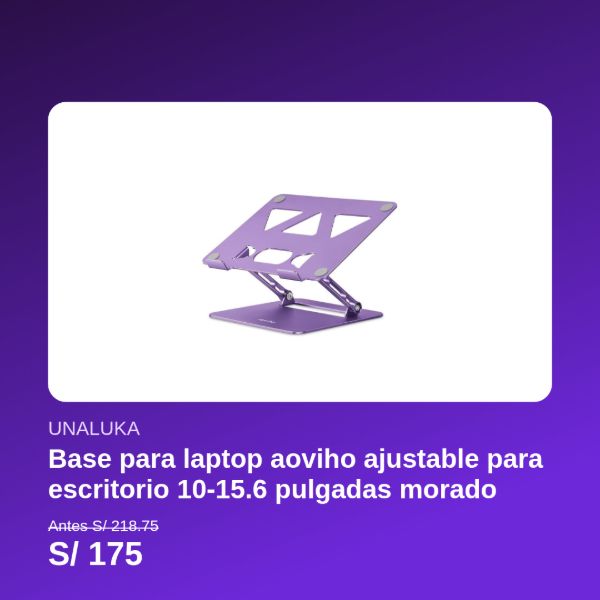 UNALUKA
Base para laptop aoviho ajustable para
escritorio 10-15.6 pulgadas morado
Antes S/ 218.75
S/ 175